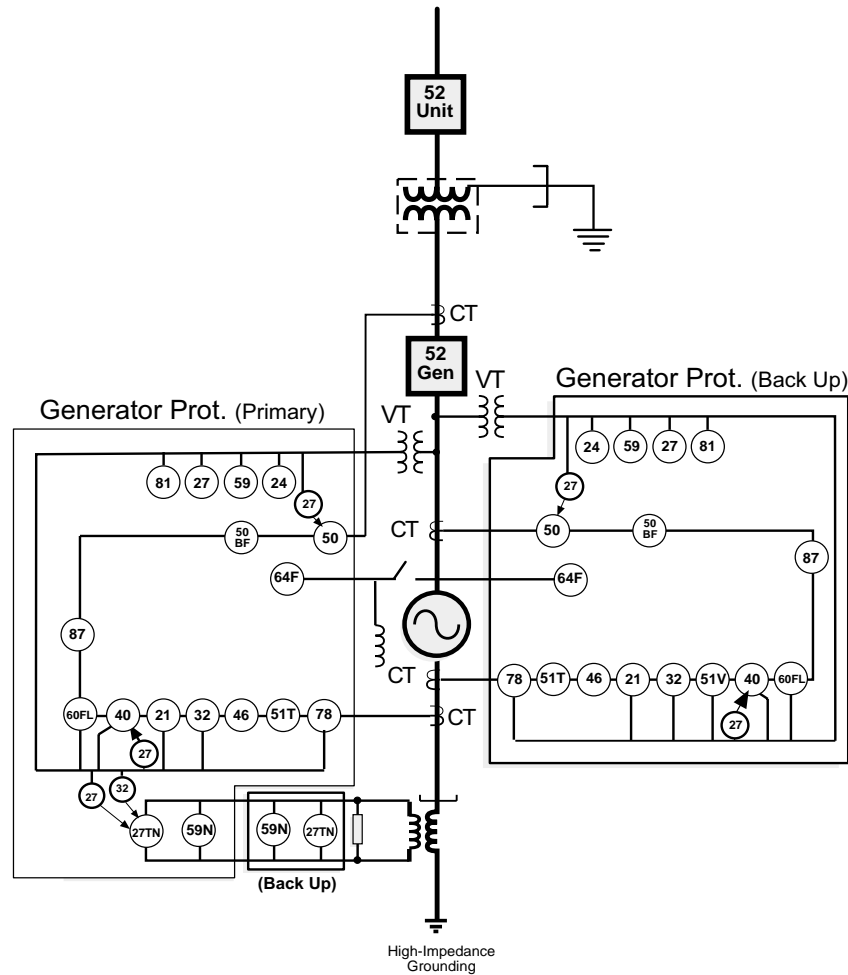 52
Unit
CT
52
Gen
VT
Generator Prot. (Back Up)
Generator Prot. (Primary)
VT
24
59
27
81
81
27
59
24
27
27
50
BF
50
CT
50
50
BF
87
64F
64F
87
CT
78
51T
46
21
32
51V
40
60FL
60FL
40
21
32
46
51T
78
CT
27
27
27
32
27TN
59N
59N
27TN
(Back Up)
High-Impedance
Grounding